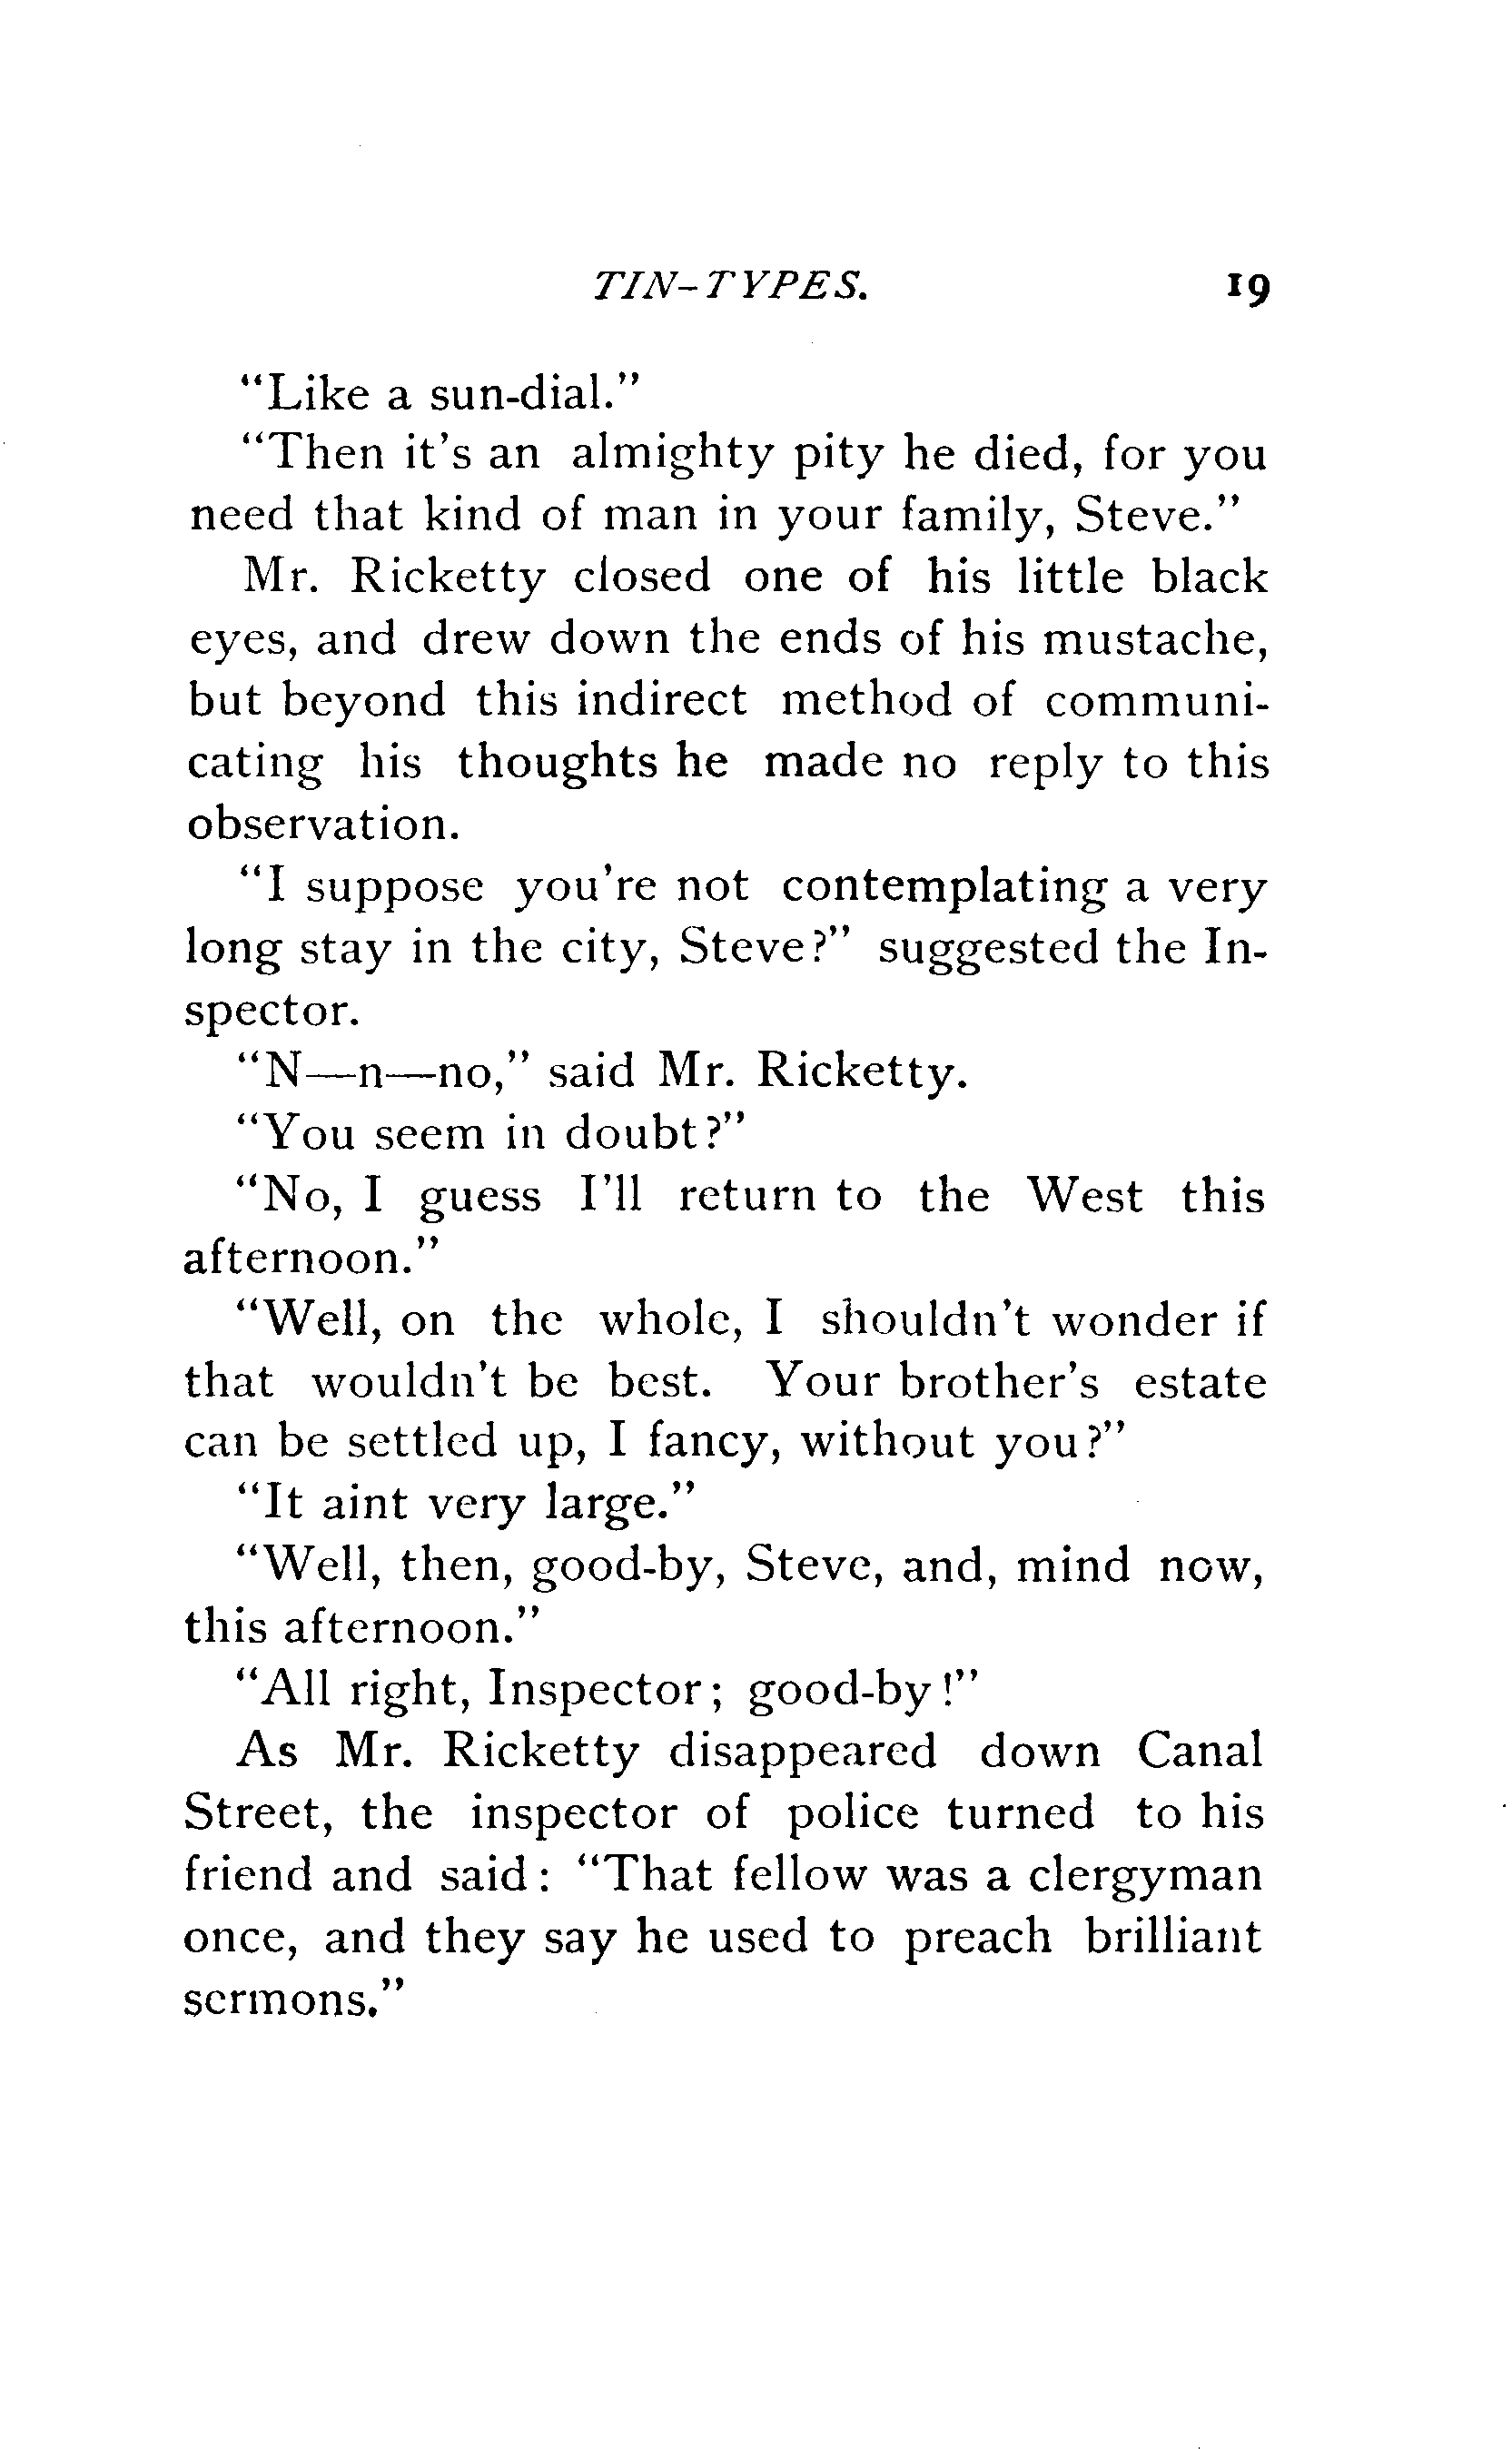 TIN-TYPES. 19
"Like a sun-dial."
"Then it's an almighty pity he died, for you
need that kind of man in your family, Steve."
Mr. Ricketty closed one of his little black
eyes, and drew down the ends of his mustache,
but beyond this indirect method of communi-
cating his thoughts he made no reply to this
observation.
"I suppose you're not contemplating a very
long stay in the city, Steve?" suggested the In-
spector.
"N—n—no," said Mr. Ricketty.
"You seem in doubt?"
"No, I guess I'll return to the West this
afternoon."
"Well, on the whole, I shouldn't wonder if
that wouldn't be best. Your brother's estate
can be settled up, I fancy, without you?"
"It aint very large."
"Well, then, good-by, Steve, and, mind now,
this afternoon."
"All right, Inspector; good-by!"
As Mr. Ricketty disappeared down Canal
Street, the inspector of police turned to his
friend and said: "That fellow was a clergyman
once, and they say he used to preach brilliant
sermons."